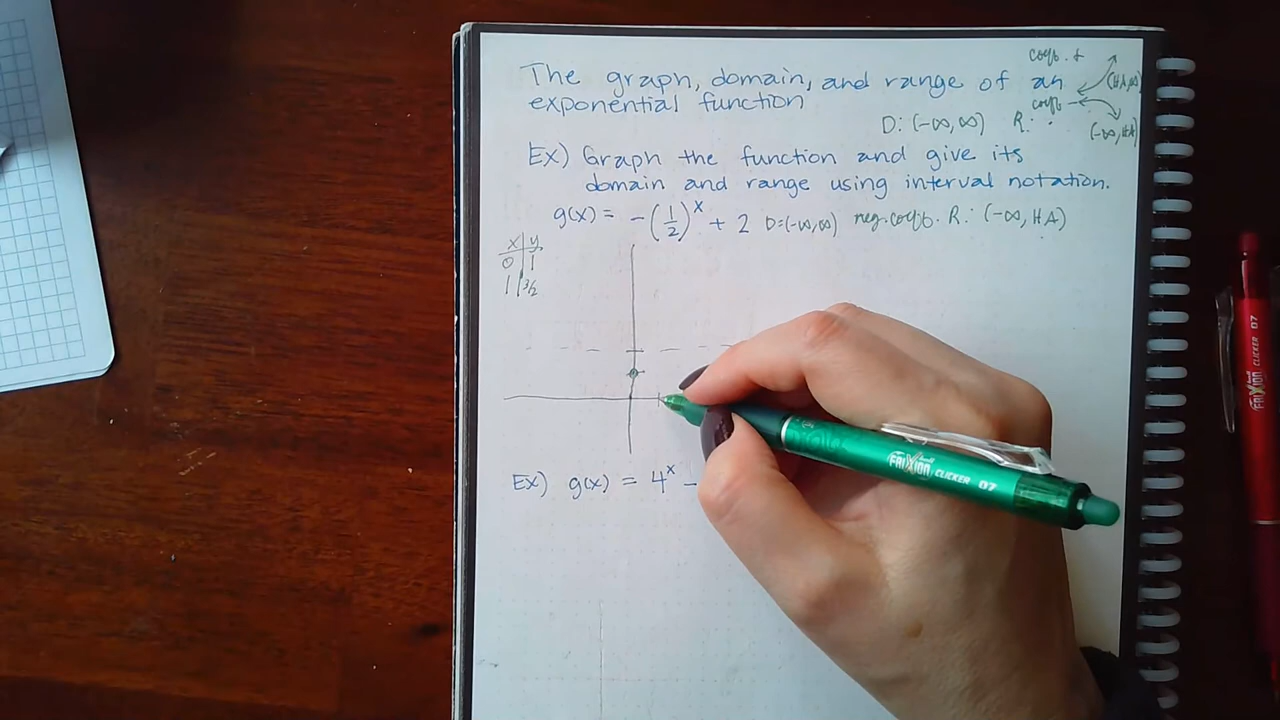 The graph, domain, and range of an
exponential function
coeff. +
(HA, ∞)
coeff -
(-∞, HA)
D: (-∞, ∞) R:
Ex) Graph the function and give its
domain and range using interval notation.
g(x) = -(1/2)^x + 2 D=(-∞,∞) neg. coeff. R: (-∞, HA)
x | y
0 | 1
1 | 3/2
Ex) g(x) = 4^x -
FRIXION CLICKER 07
FRIXION CLICKER 07